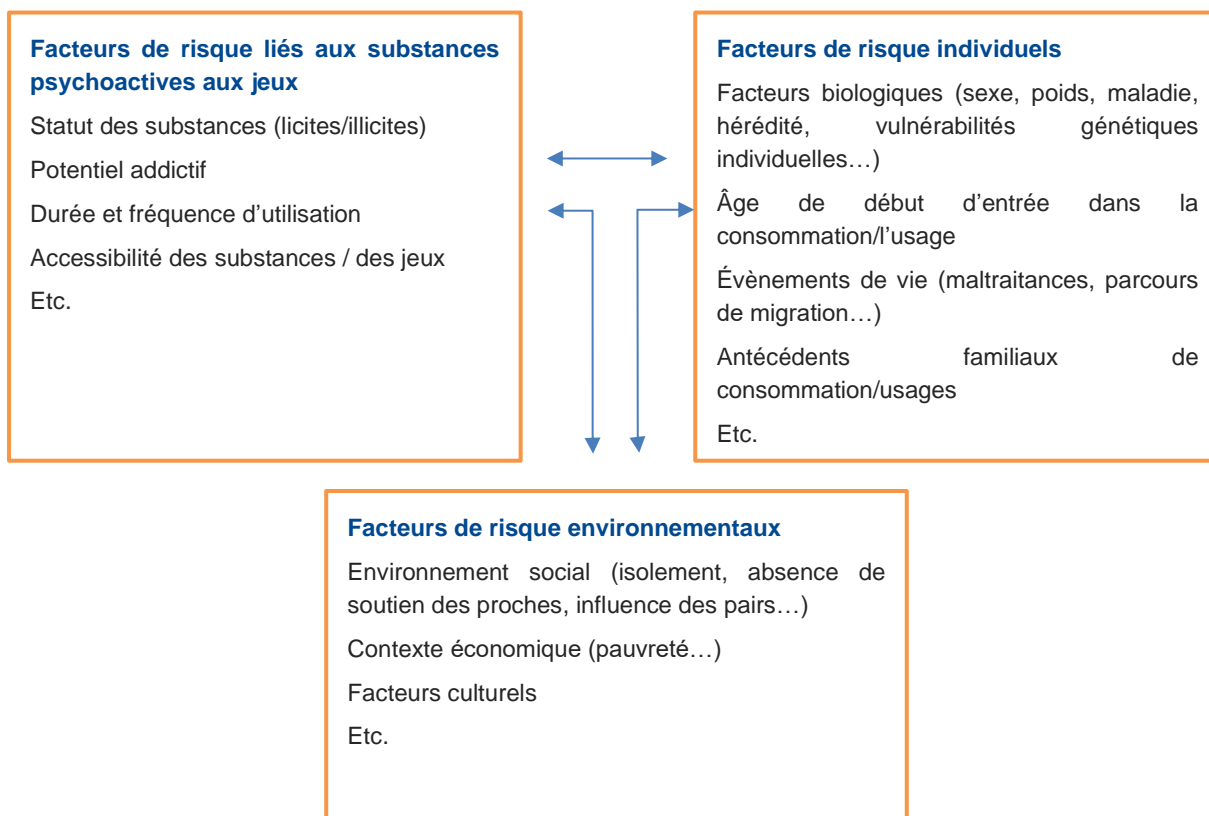 Facteurs de risque liés aux substances
psychoactives aux jeux
Statut des substances (licites/illicites)
Potentiel addictif
Durée et fréquence d’utilisation
Accessibilité des substances / des jeux
Etc.
Facteurs de risque individuels
Facteurs biologiques (sexe, poids, maladie,
hérédité, vulnérabilités génétiques
individuelles…)
Âge de début d’entrée dans la
consommation/l’usage
Évènements de vie (maltraitances, parcours
de migration…)
Antécédents familiaux de
consommation/usages
Etc.
Facteurs de risque environnementaux
Environnement social (isolement, absence de
soutien des proches, influence des pairs…)
Contexte économique (pauvreté…)
Facteurs culturels
Etc.